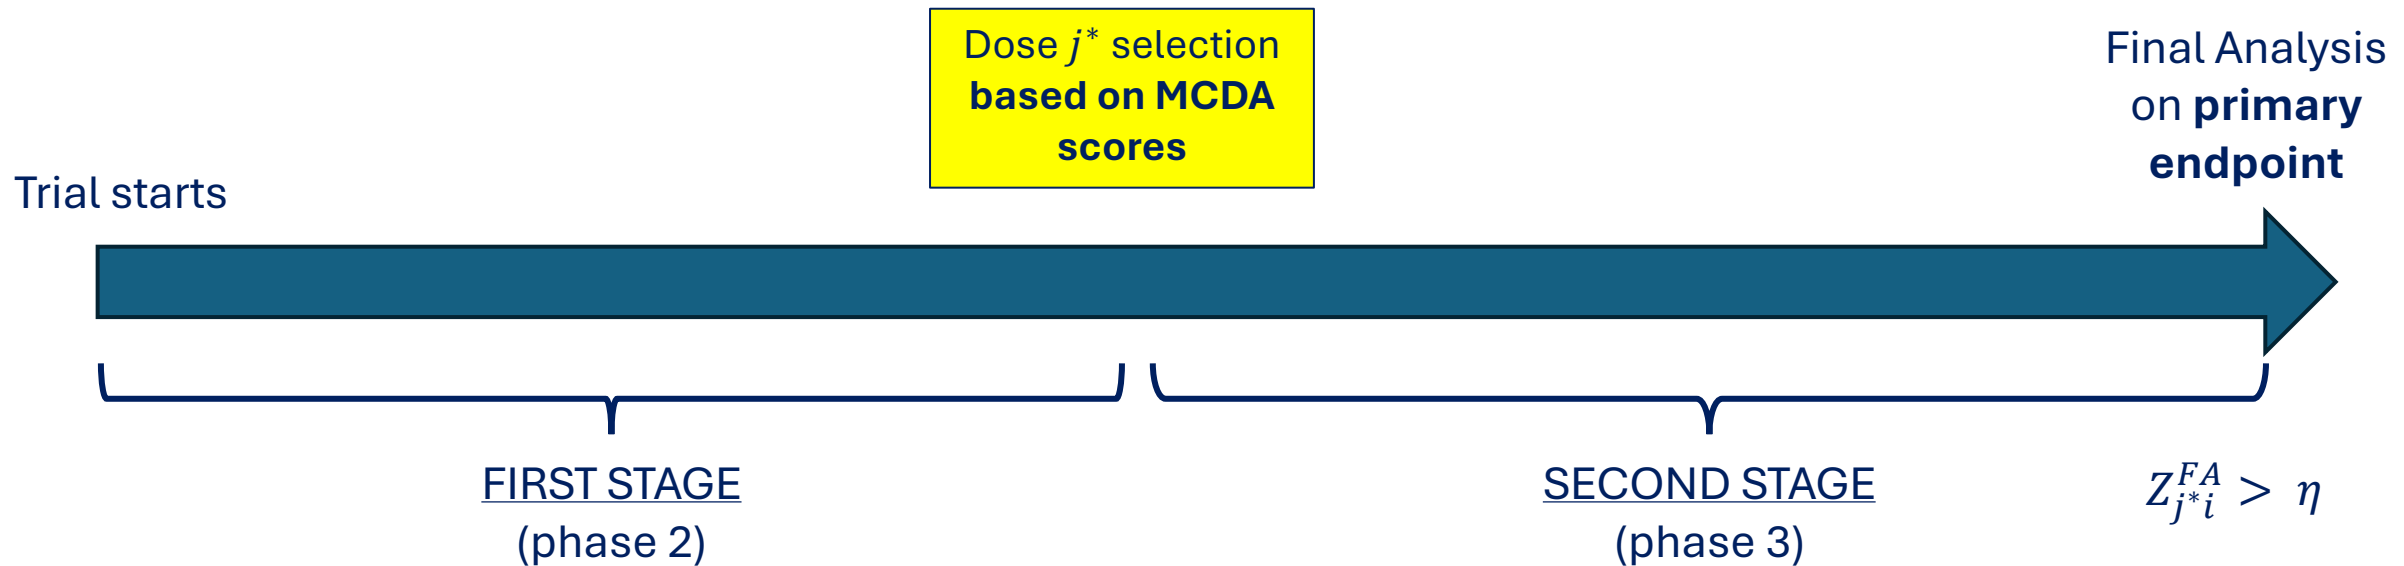 Trial starts
Dose j* selection
based on MCDA
scores
Final Analysis
on primary
endpoint
FIRST STAGE
(phase 2)
SECOND STAGE
(phase 3)
Z_{j*i}^{FA} > η